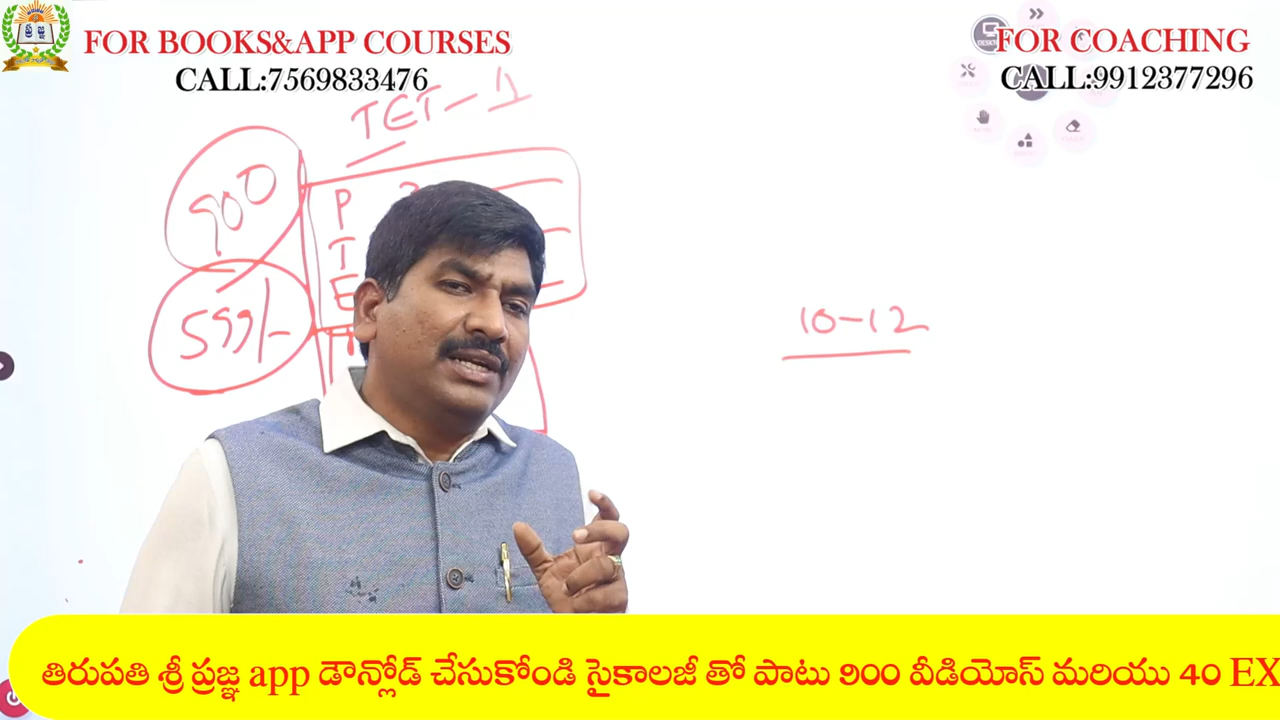 ప్రజ్ఞ
FOR BOOKS&APP COURSES
CALL:7569833476
FOR COACHING
CALL:9912377296
TET-1
900
P
T
E
599/-
10-12
తిరుపతి శ్రీ ప్రజ్ఞ app డౌన్లోడ్ చేసుకోండి సైకాలజీ తో పాటు 900 వీడియోస్ మరియు 40 EX